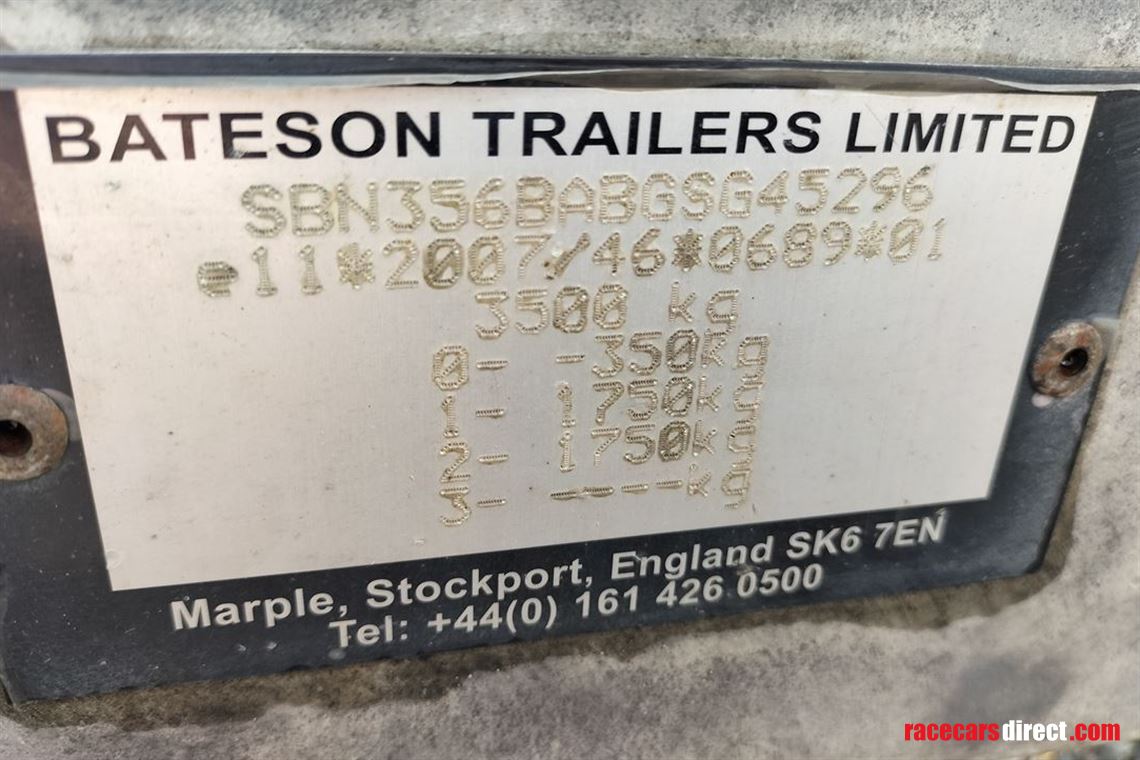 BATESON TRAILERS LIMITED
SBN356BABGSG45296
e11*2007/46*0689*01
3500 kg
0- -350kg
1- 1750kg
2- 1750kg
3- ----kg
Marple, Stockport, England SK6 7EN
Tel: +44(0) 161 426 0500
racecarsdirect.com